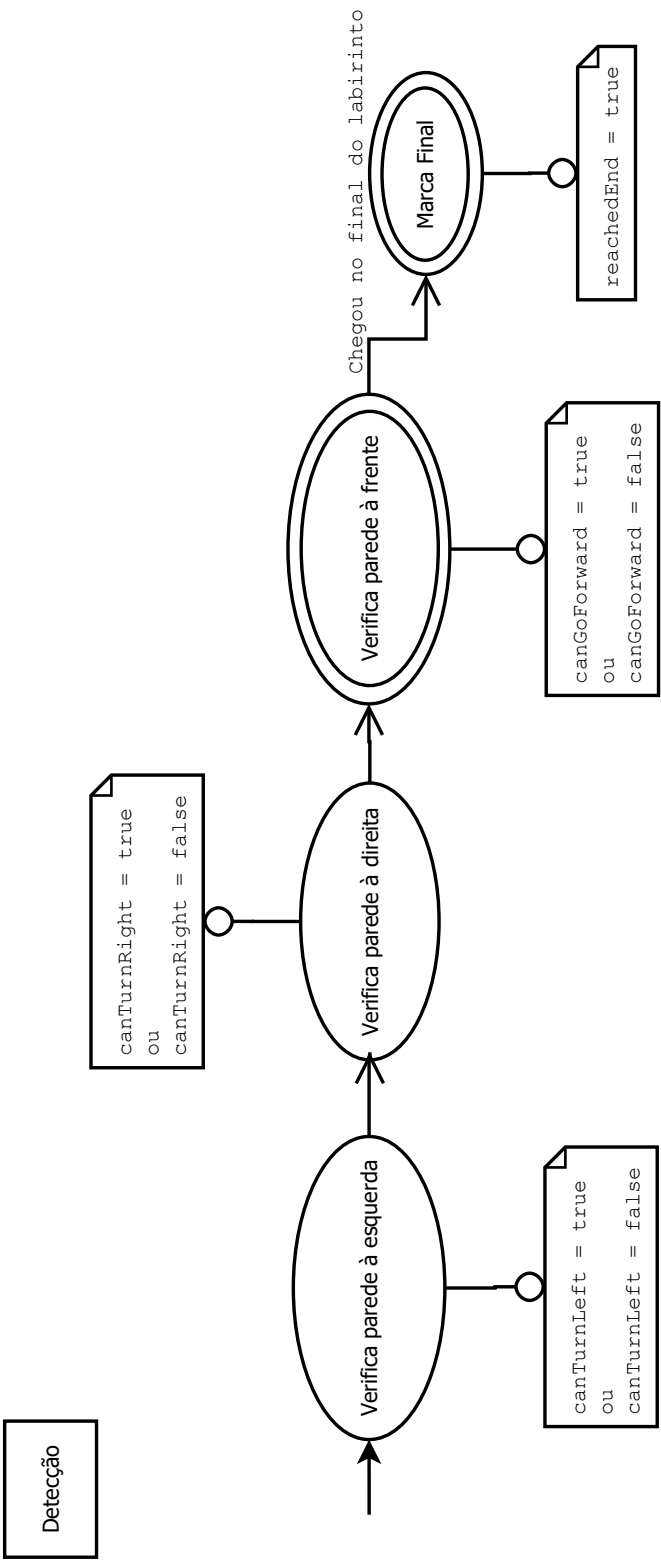 Detecção
Verifica parede à esquerda
canTurnLeft = true
ou
canTurnLeft = false
Verifica parede à direita
canTurnRight = true
ou
canTurnRight = false
Verifica parede à frente
canGoForward = true
ou
canGoForward = false
Chegou no final do labirinto
Marca Final
reachedEnd = true